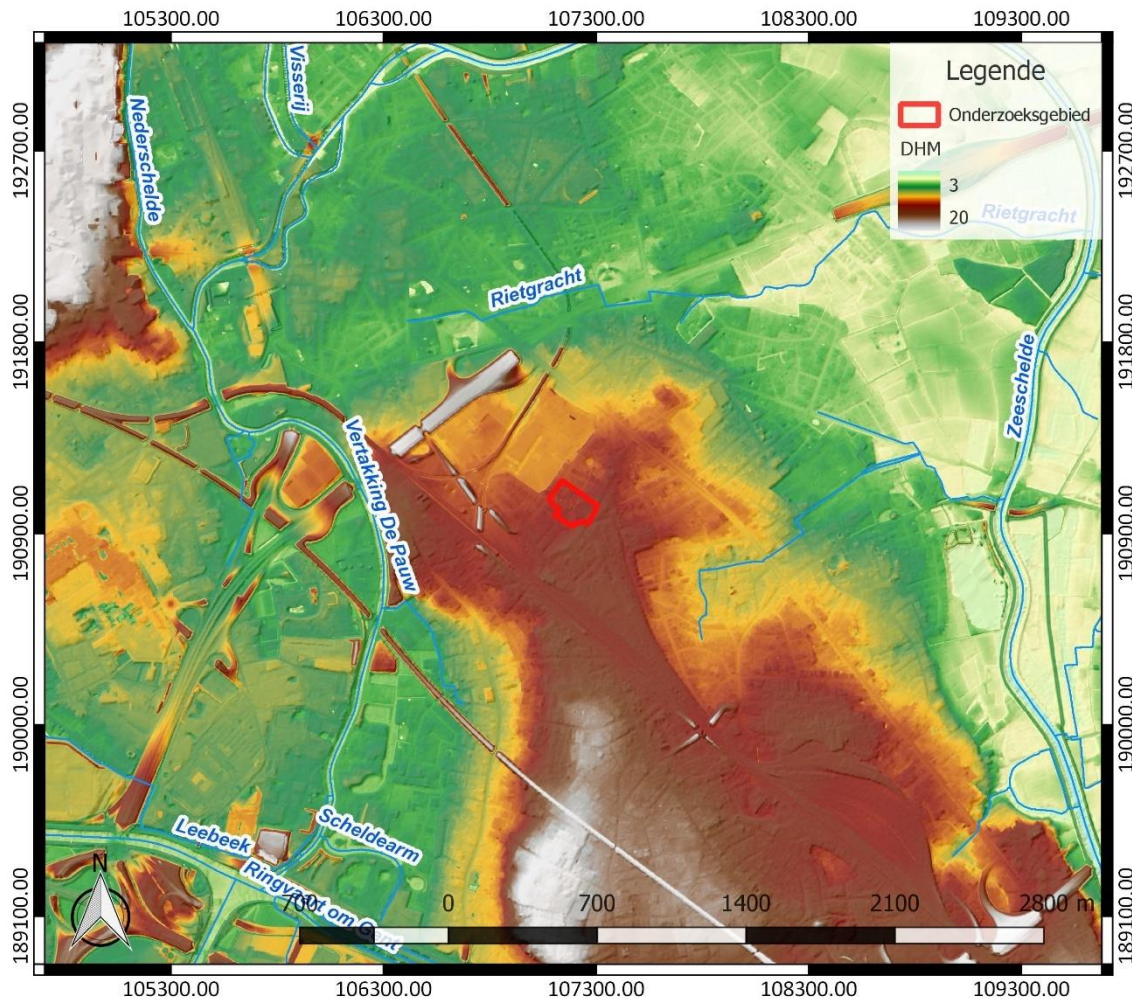 105300.00 106300.00 107300.00 108300.00 109300.00
Legende
Onderzoeksgebied
DHM
3
20
192700.00
192700.00
191800.00
191800.00
190900.00
190900.00
190000.00
190000.00
189100.00
189100.00
Visserij
Nederschelde
Rietgracht
Rietgracht
Zeeschelde
Vertakking De Pauw
Scheldearm
Leebeek
Ringvaart om Gent
N
700 0 700 1400 2100 2800 m
105300.00 106300.00 107300.00 108300.00 109300.00